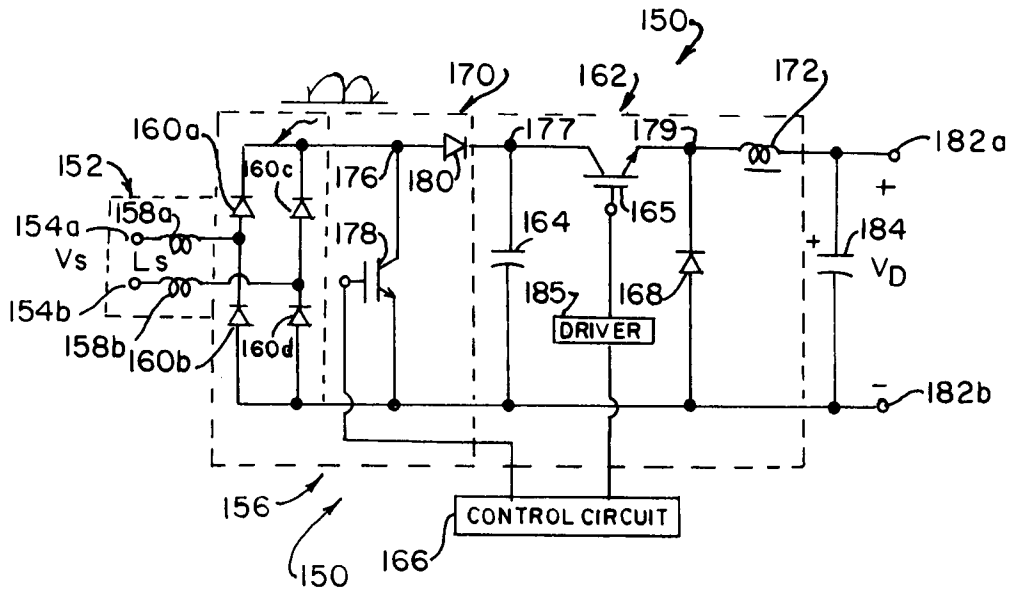 150
170
162
172
160a
177
179
182a
152
160c
176
180
+
158a
165
154a
178
164
184
Vs
Ls
+
VD
185
168
154b
DRIVER
158b
160b
160d
-
182b
156
CONTROL CIRCUIT
150
166